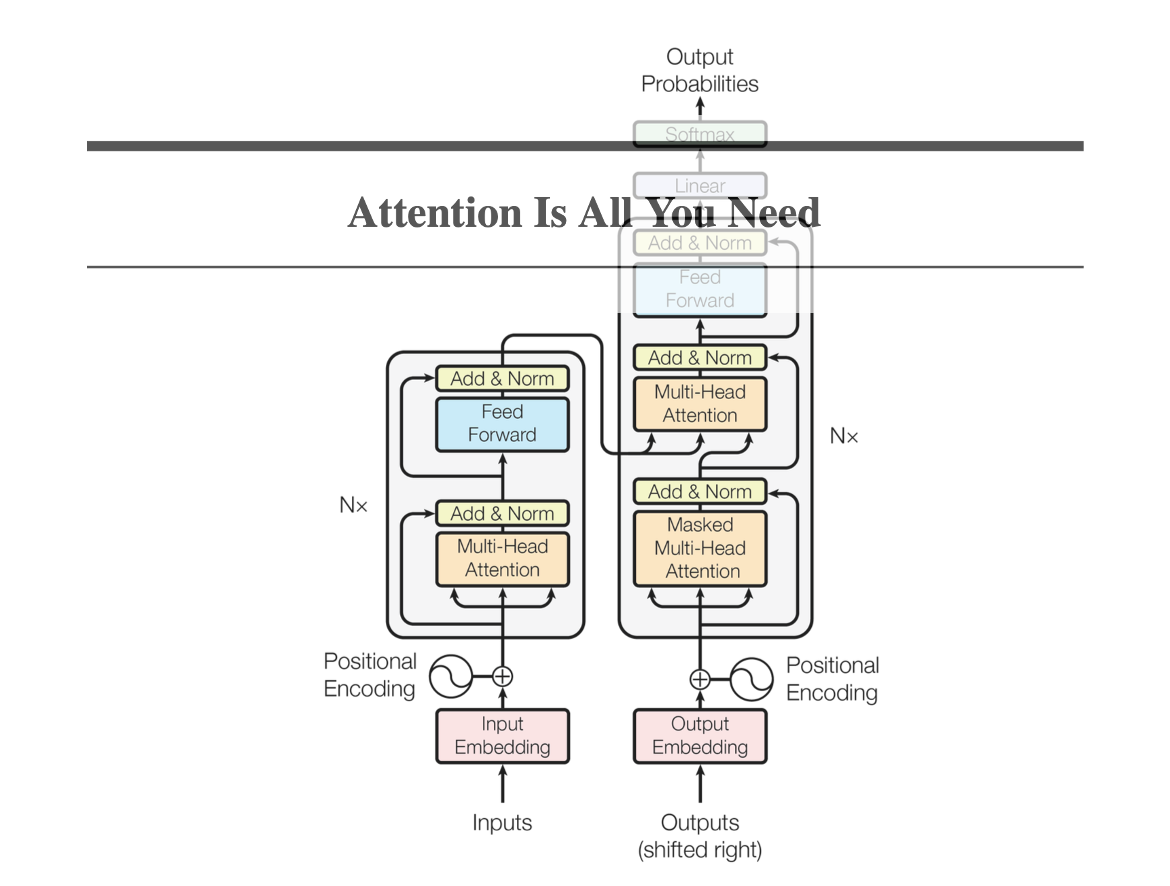 Output
Probabilities
Softmax
Linear
Attention Is All You Need
Add & Norm
Feed
Forward
Add & Norm
Multi-Head
Attention
Add & Norm
Feed
Forward
Nx
Add & Norm
Masked
Multi-Head
Attention
Nx
Add & Norm
Multi-Head
Attention
Positional
Encoding
Positional
Encoding
Input
Embedding
Output
Embedding
Inputs
Outputs
(shifted right)